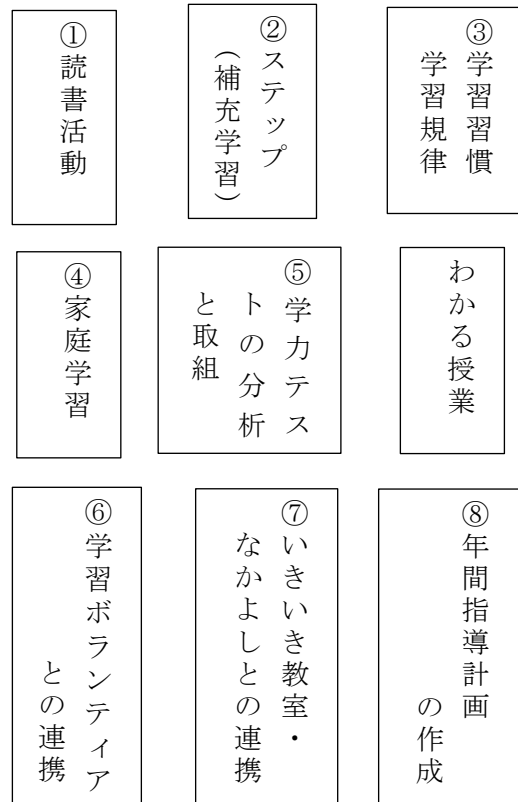 ①読書活動
②ステップ
（補充学習）
③学習習慣
学習規律
④家庭学習
⑤学力テス
トの分析
と取組
わかる授業
⑥学習ボランティア
との連携
⑦いきいき教室・
なかよしとの連携
⑧年間指導計画
の作成